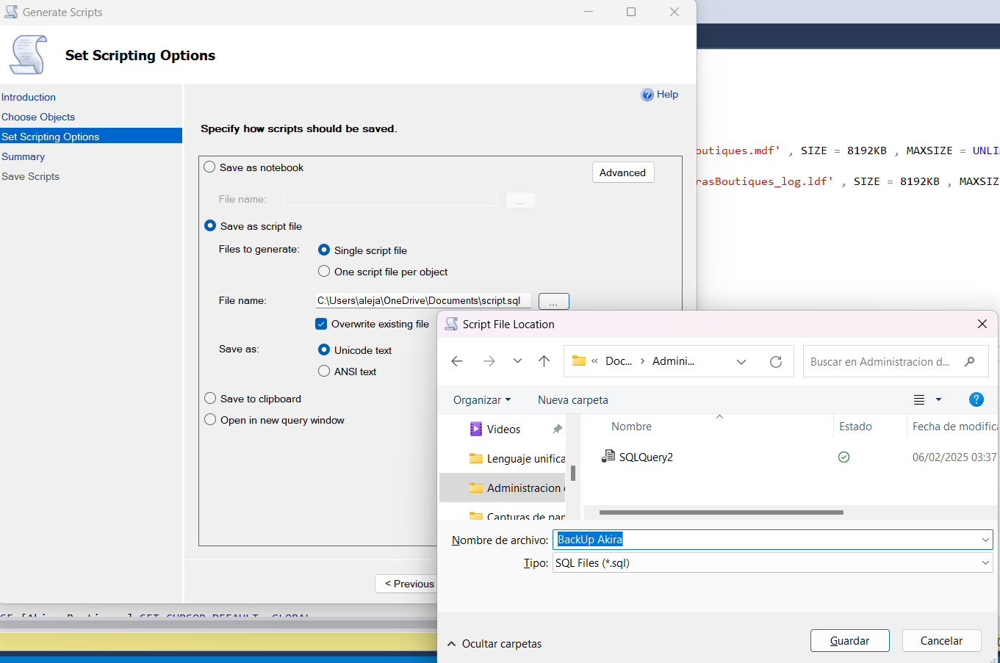 Generate Scripts
Set Scripting Options
Introduction
Choose Objects
Set Scripting Options
Summary
Save Scripts
Help
Specify how scripts should be saved.
Save as notebook
Advanced
File name:
...
Save as script file
Files to generate:
Single script file
One script file per object
File name:
C:\Users\aleja\OneDrive\Documents\script.sql
...
Overwrite existing file
Save as:
Unicode text
ANSI text
Save to clipboard
Open in new query window
< Previous
outiques.mdf' , SIZE = 8192KB , MAXSIZE = UNLI
rasBoutiques_log.ldf' , SIZE = 8192KB , MAXSIZ
Script File Location
« Doc... > Admini...
Buscar en Administracion d...
Organizar
Nueva carpeta
?
Videos
Lenguaje unifica
Administracion
Capturas de pan
Nombre
Estado
Fecha de modifica
SQLQuery2
06/02/2025 03:37
Nombre de archivo:
BackUp Akira
Tipo:
SQL Files (*.sql)
Ocultar carpetas
Guardar
Cancelar
SET CURSOR_DEFAULT GLOBAL